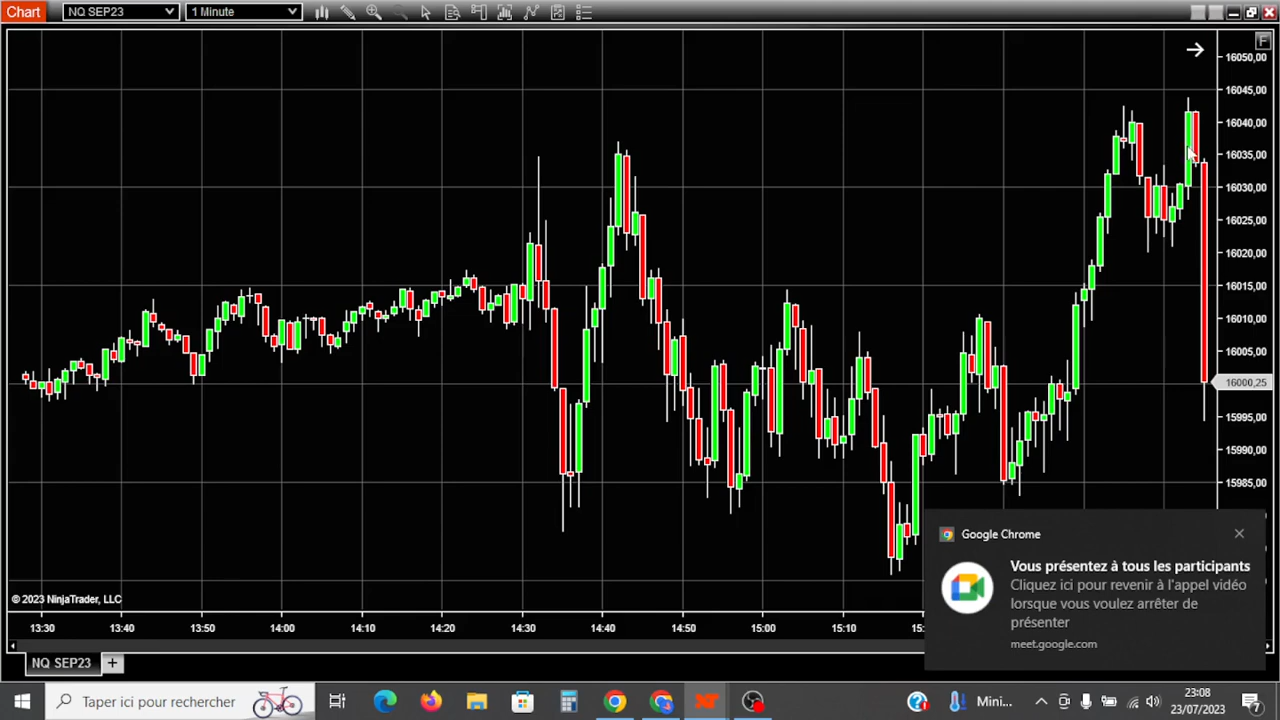 Chart NQ SEP23 1 Minute
F
16050,00
16045,00
16040,00
16035,00
16030,00
16025,00
16020,00
16015,00
16010,00
16005,00
16000,25
15995,00
15990,00
15985,00
Google Chrome
Vous présentez à tous les participants
Cliquez ici pour revenir à l'appel vidéo
lorsque vous voulez arrêter de
présenter
meet.google.com
© 2023 NinjaTrader, LLC
13:30 13:40 13:50 14:00 14:10 14:20 14:30 14:40 14:50 15:00 15:10
NQ SEP23
Taper ici pour rechercher
Mini...
23:08
23/07/2023
7